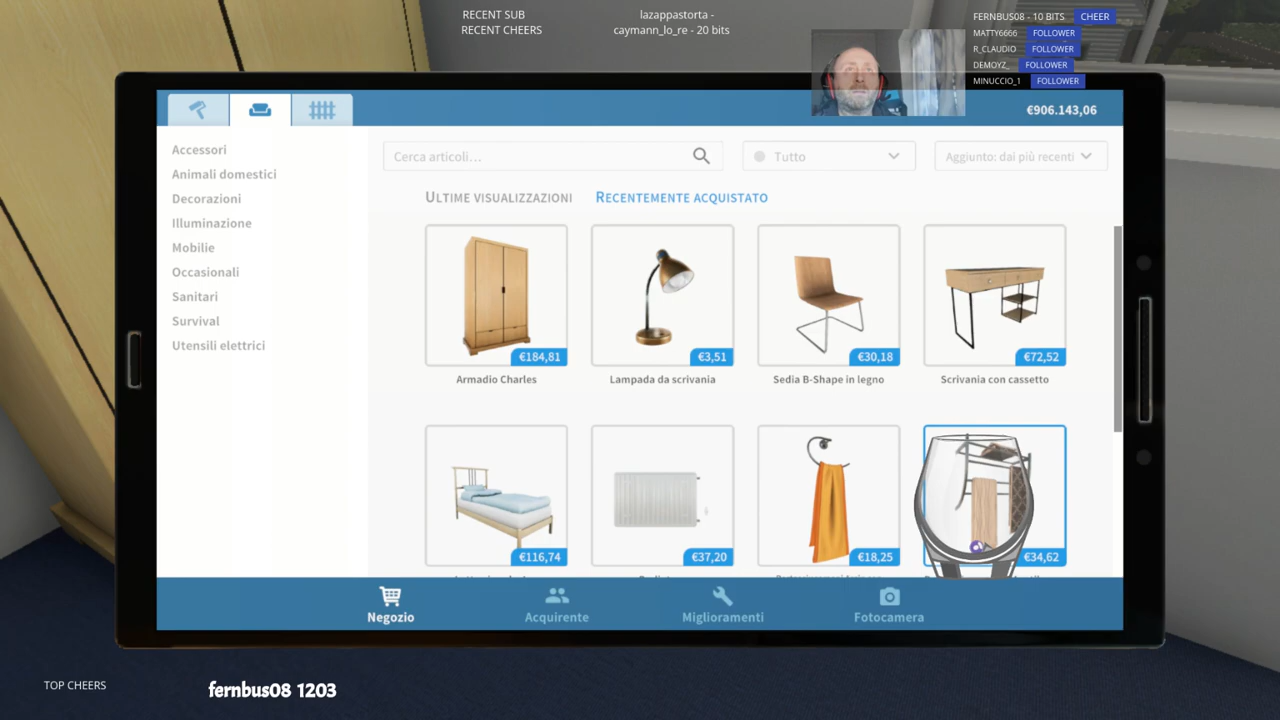 RECENT SUB
lazappastorta -
RECENT CHEERS
caymann_lo_re - 20 bits
FERNBUS08 - 10 BITS CHEER
MATTY6666 FOLLOWER
R_CLAUDIO FOLLOWER
DEMOYZ_ FOLLOWER
MINUCCIO_1 FOLLOWER
€906.143,06
Accessori
Animali domestici
Decorazioni
Illuminazione
Mobilie
Occasionali
Sanitari
Survival
Utensili elettrici
Cerca articoli...
Tutto
Aggiunto: dai più recenti
ULTIME VISUALIZZAZIONI
RECENTEMENTE ACQUISTATO
€184,81
€3,51
€30,18
€72,52
Armadio Charles
Lampada da scrivania
Sedia B-Shape in legno
Scrivania con cassetto
€116,74
€37,20
€18,25
€34,62
Negozio
Acquirente
Miglioramenti
Fotocamera
TOP CHEERS
fernbus08 1203